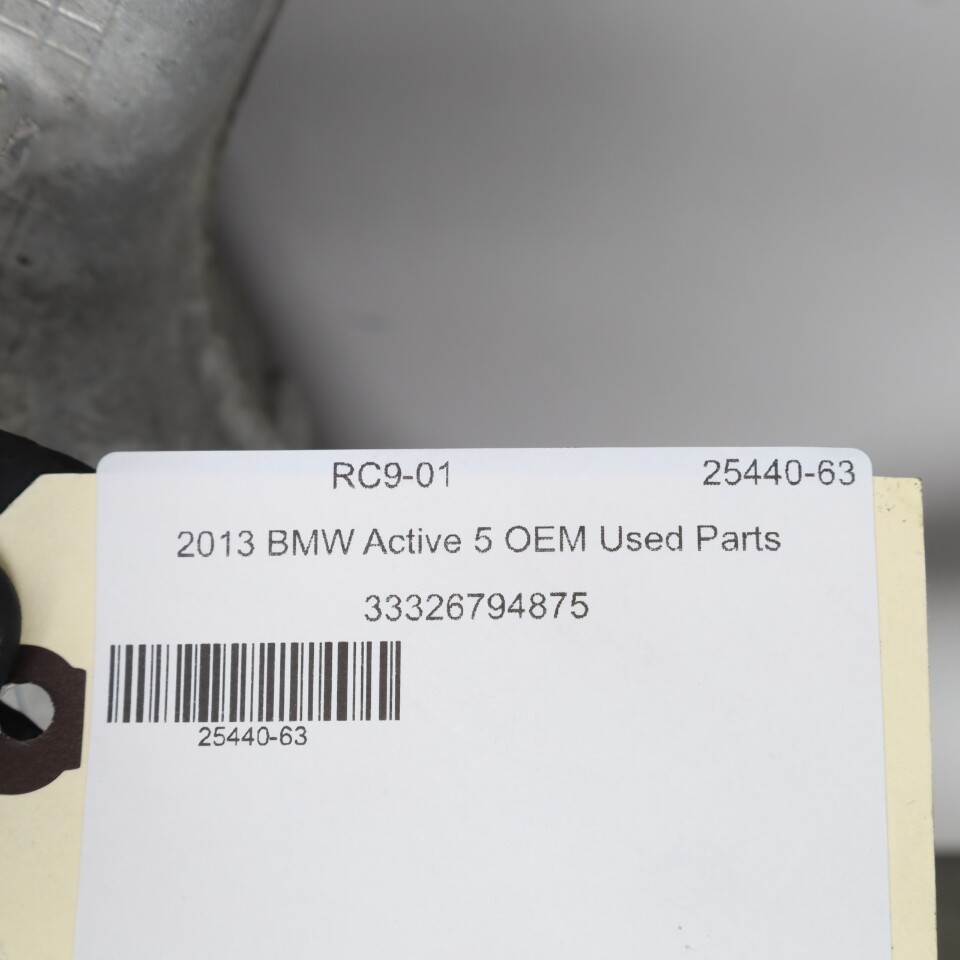 RC9-01 25440-63
2013 BMW Active 5 OEM Used Parts
33326794875
25440-63